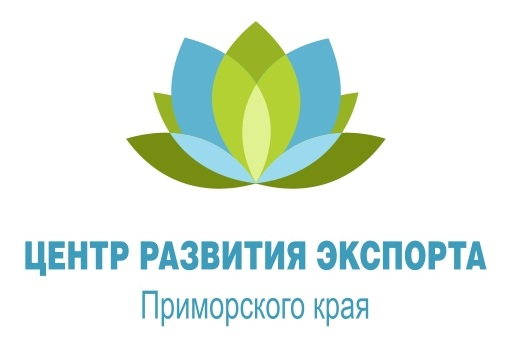 ЦЕНТР РАЗВИТИЯ ЭКСПОРТА
Приморского края